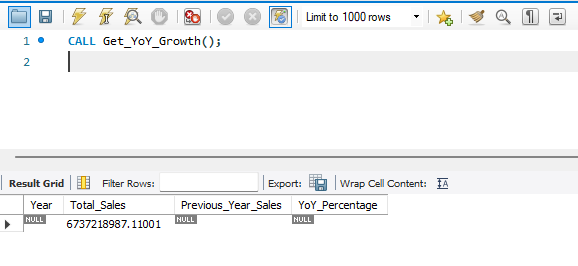 Limit to 1000 rows
1 CALL Get_YoY_Growth();
2
Result Grid Filter Rows: Export: Wrap Cell Content: IA
Year Total_Sales Previous_Year_Sales YoY_Percentage
NULL 6737218987.11001 NULL NULL